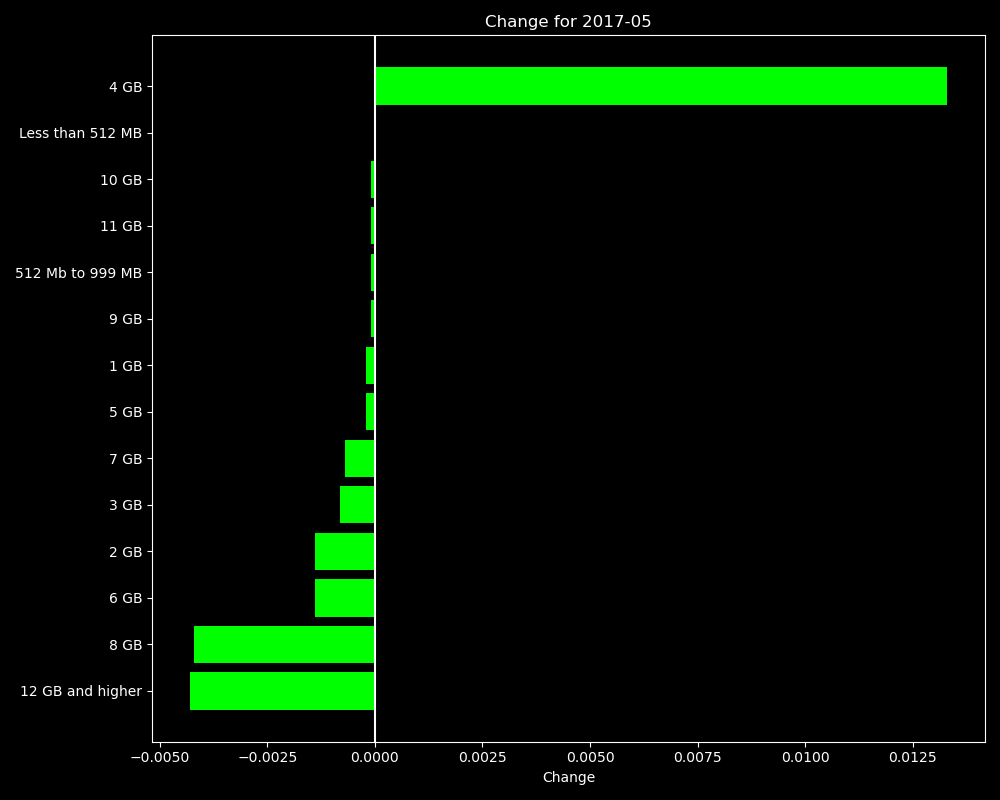 Change for 2017-05
4 GB
Less than 512 MB
10 GB
11 GB
512 Mb to 999 MB
9 GB
1 GB
5 GB
7 GB
3 GB
2 GB
6 GB
8 GB
12 GB and higher
−0.0050 −0.0025 0.0000 0.0025 0.0050 0.0075 0.0100 0.0125
Change